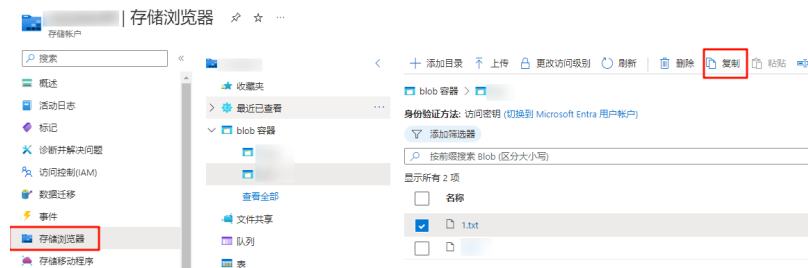 | 存储浏览器 ☆ ···
存储帐户
搜索 «
概述
活动日志
标记
诊断并解决问题
访问控制(IAM)
数据迁移
事件
存储浏览器
存储移动程序
收藏夹
最近已查看 ···
blob 容器
查看全部
文件共享
队列
表
添加目录 上传 更改访问级别 刷新 | 删除 复制 粘贴
blob 容器 >
身份验证方法: 访问密钥 (切换到 Microsoft Entra 用户帐户)
添加筛选器
按前缀搜索 Blob (区分大小写)
显示所有 2 项
名称
1.txt